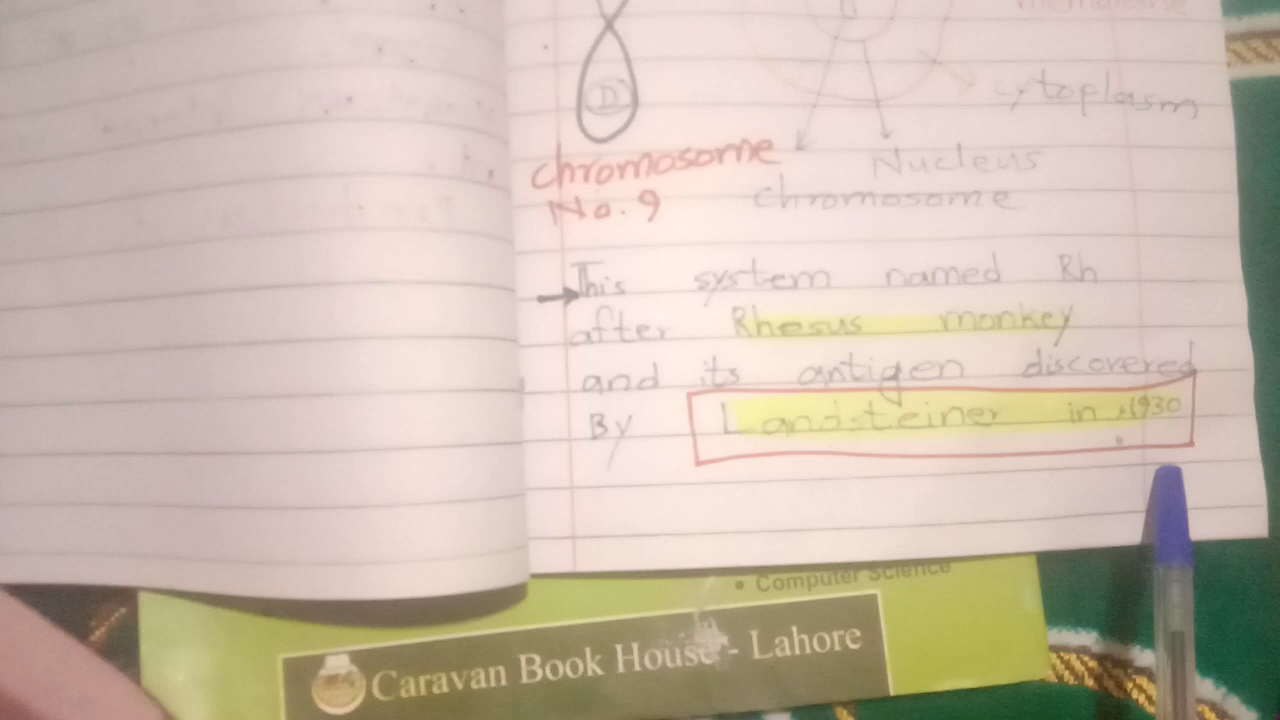 membrane
D
cytoplasm
chromosome
Nucleus
No. 9
chromosome
This system named Rh
after Rhesus monkey
and its antigen discovered
By Landsteiner in 1930
• Computer Science
Caravan Book House - Lahore